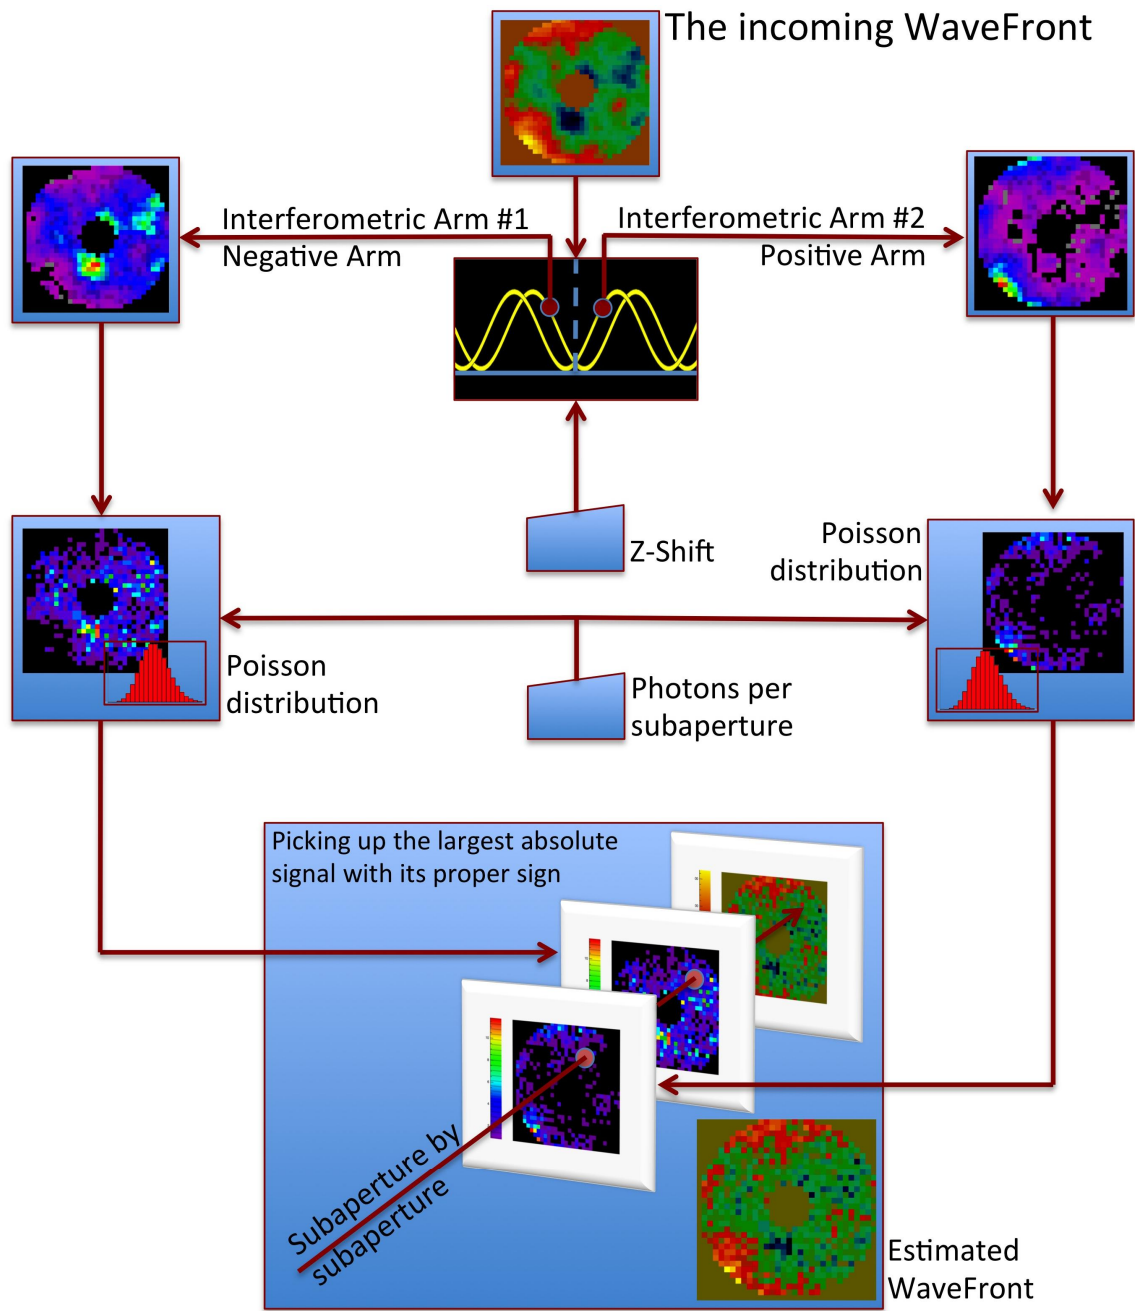 The incoming WaveFront
Interferometric Arm #1
Negative Arm
Interferometric Arm #2
Positive Arm
Z-Shift
Poisson
distribution
Poisson
distribution
Photons per
subaperture
Picking up the largest absolute
signal with its proper sign
Subaperture by
subaperture
Estimated
WaveFront